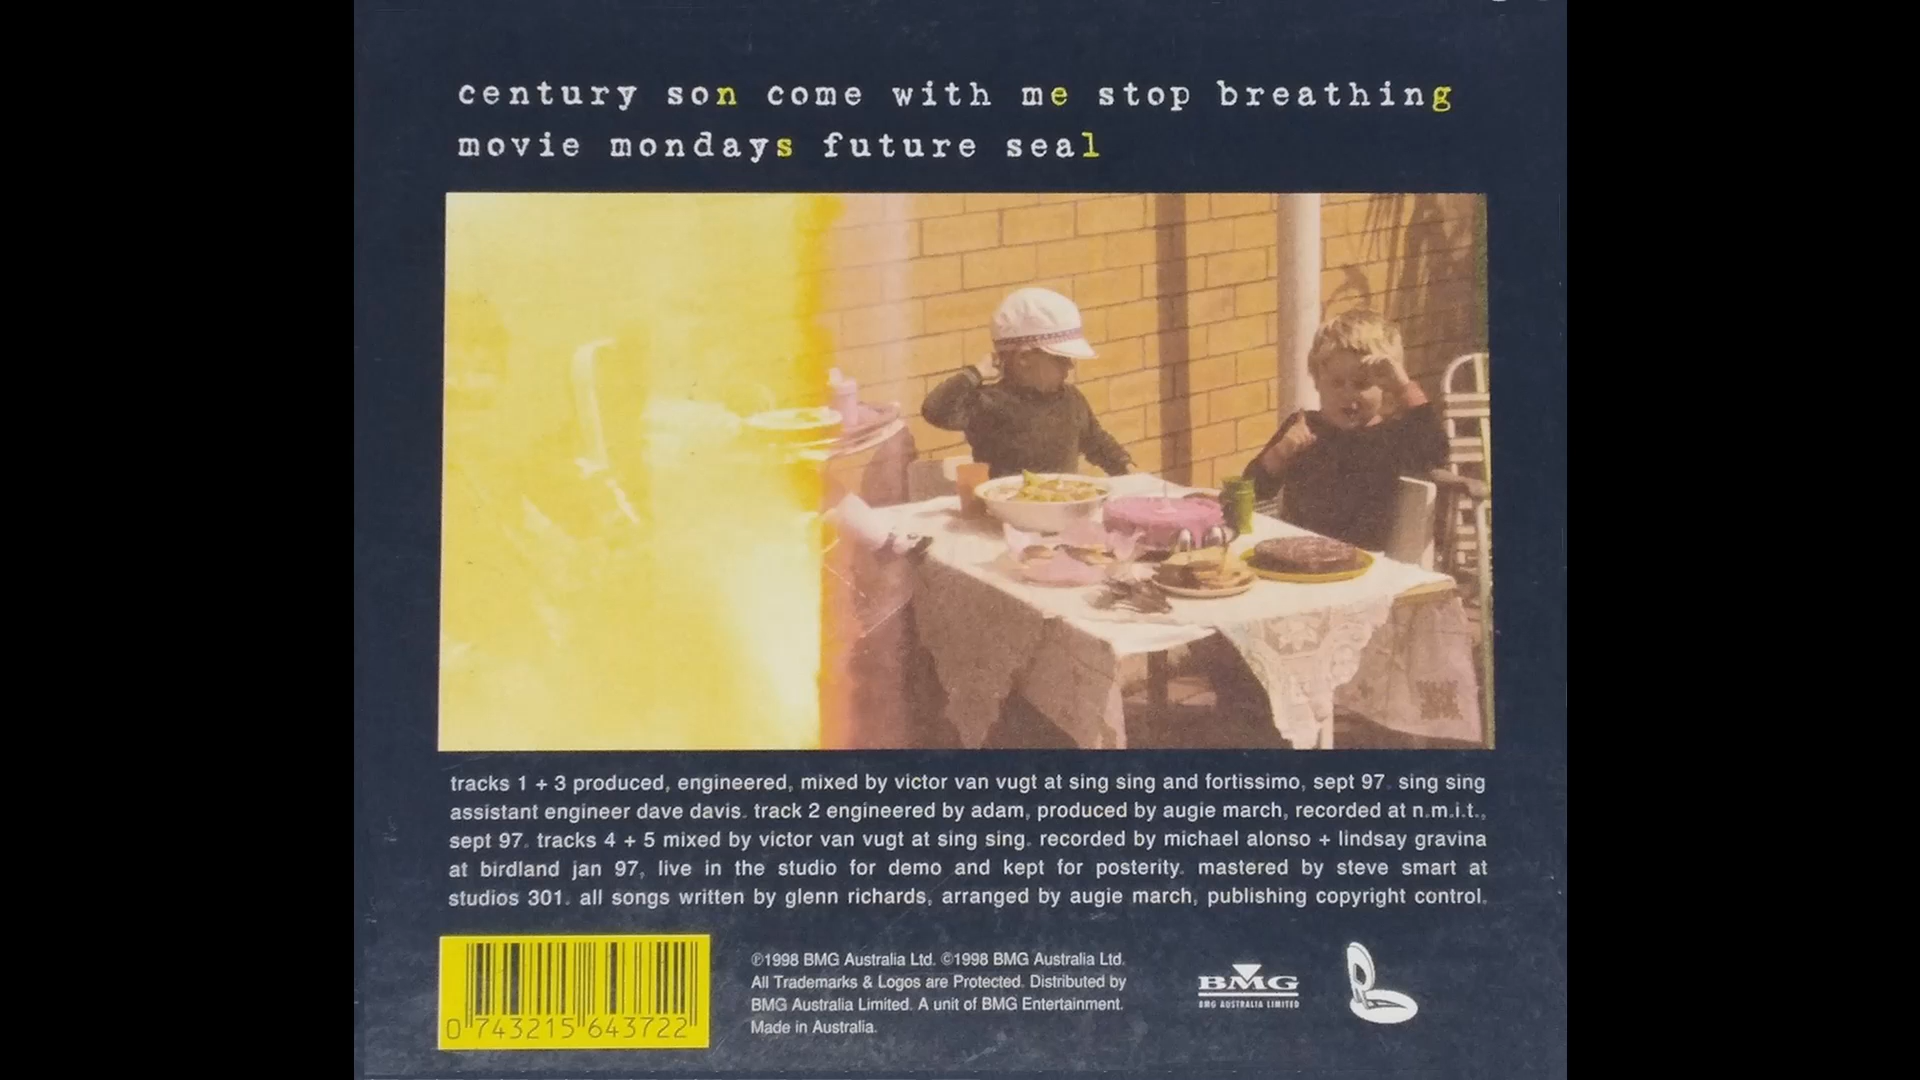 century son come with me stop breathing
movie mondays future seal
tracks 1 + 3 produced, engineered, mixed by victor van vugt at sing sing and fortissimo, sept 97. sing sing
assistant engineer dave davis. track 2 engineered by adam, produced by augie march, recorded at n.m.i.t.,
sept 97. tracks 4 + 5 mixed by victor van vugt at sing sing. recorded by michael alonso + lindsay gravina
at birdland jan 97, live in the studio for demo and kept for posterity. mastered by steve smart at
studios 301. all songs written by glenn richards, arranged by augie march, publishing copyright control.
℗1998 BMG Australia Ltd. ©1998 BMG Australia Ltd.
All Trademarks & Logos are Protected. Distributed by
BMG Australia Limited. A unit of BMG Entertainment.
Made in Australia.
BMG
BMG AUSTRALIA LIMITED
0 743215 643722